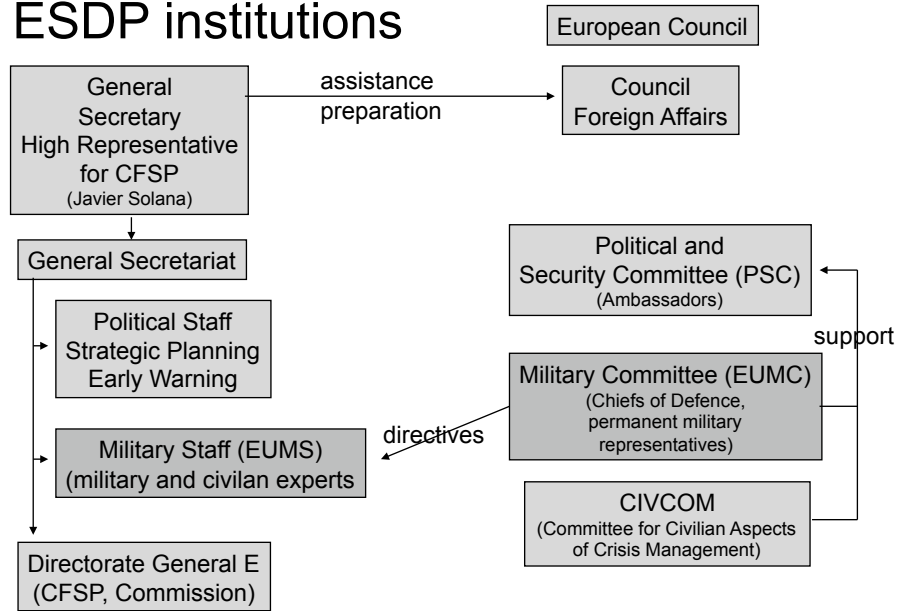 ESDP institutions
European Council
General
Secretary
High Representative
for CFSP
(Javier Solana)
assistance
preparation
Council
Foreign Affairs
General Secretariat
Political Staff
Strategic Planning
Early Warning
Military Staff (EUMS)
(military and civilan experts
Directorate General E
(CFSP, Commission)
Political and
Security Committee (PSC)
(Ambassadors)
support
Military Committee (EUMC)
(Chiefs of Defence,
permanent military
representatives)
directives
CIVCOM
(Committee for Civilian Aspects
of Crisis Management)